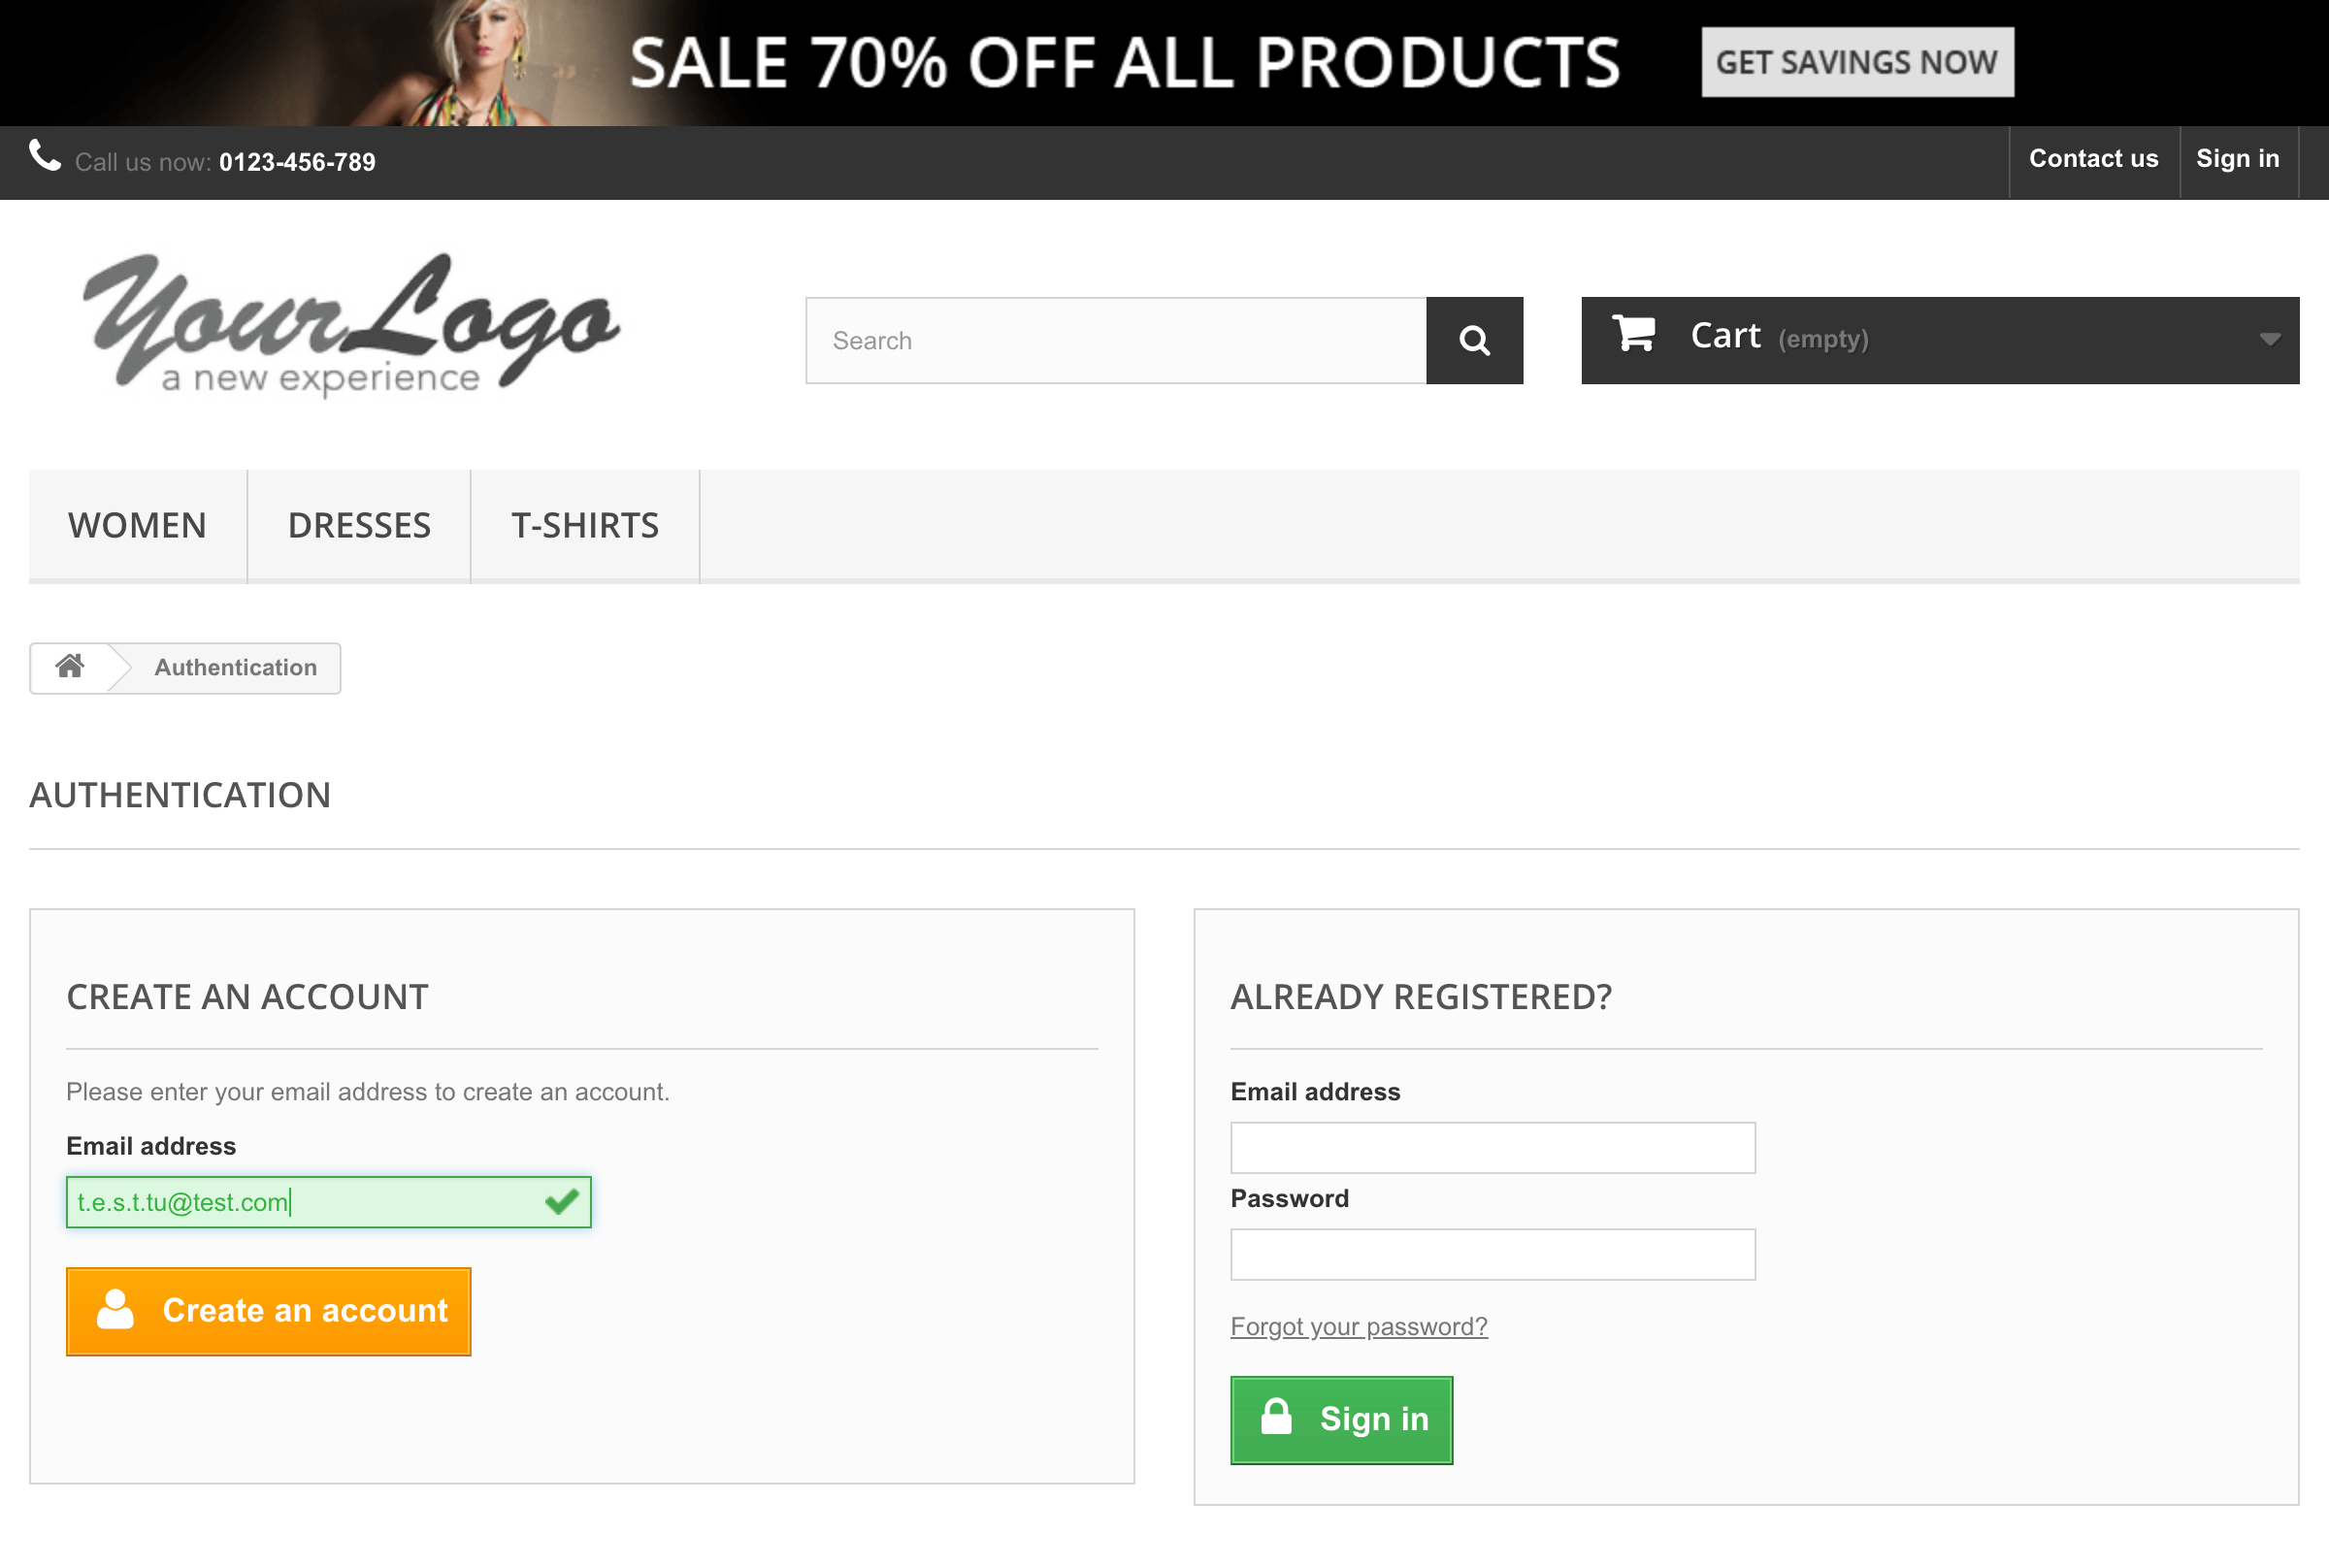 SALE 70% OFF ALL PRODUCTS GET SAVINGS NOW
Call us now: 0123-456-789 Contact us Sign in
YourLogo
a new experience
Search
Cart (empty)
WOMEN DRESSES T-SHIRTS
Authentication
AUTHENTICATION
CREATE AN ACCOUNT
Please enter your email address to create an account.
Email address
t.e.s.t.tu@test.com
Create an account
ALREADY REGISTERED?
Email address
Password
Forgot your password?
Sign in